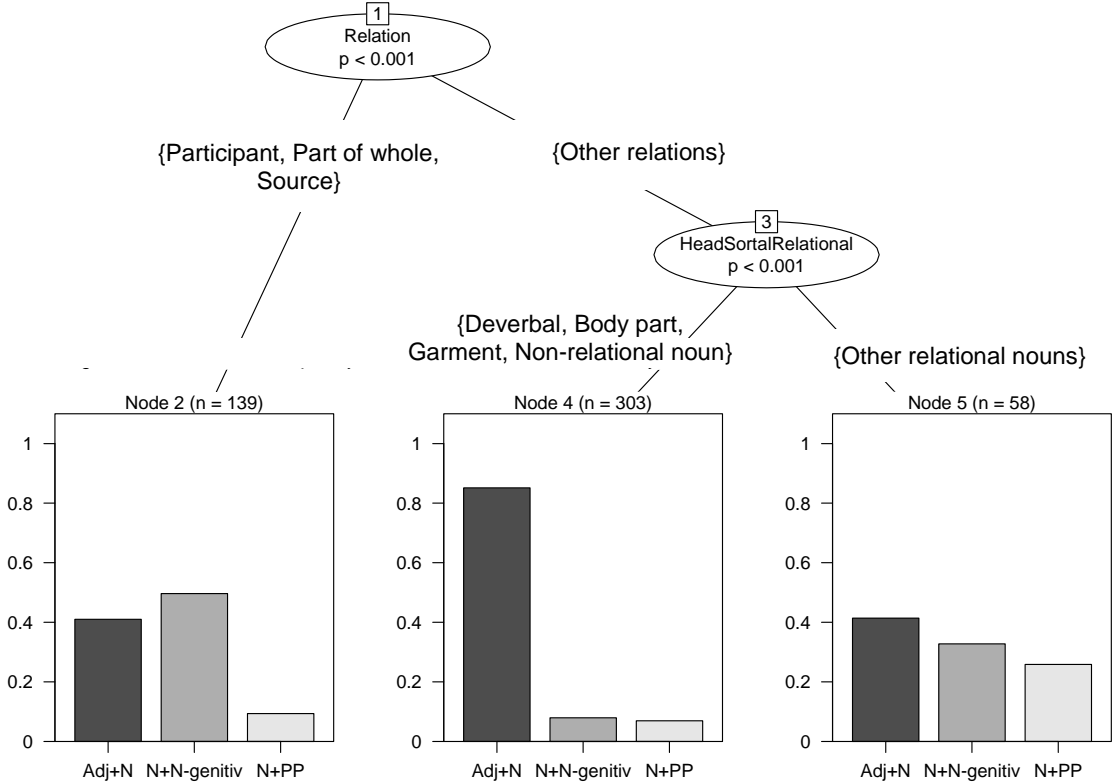 1
Relation
p < 0.001
{Participant, Part of whole,
Source}
{Other relations}
3
HeadSortalRelational
p < 0.001
{Deverbal, Body part,
Garment, Non-relational noun}
{Other relational nouns}
Node 2 (n = 139)
1
0.8
0.6
0.4
0.2
0
Adj+N N+N-genitiv N+PP
Node 4 (n = 303)
1
0.8
0.6
0.4
0.2
0
Adj+N N+N-genitiv N+PP
Node 5 (n = 58)
1
0.8
0.6
0.4
0.2
0
Adj+N N+N-genitiv N+PP